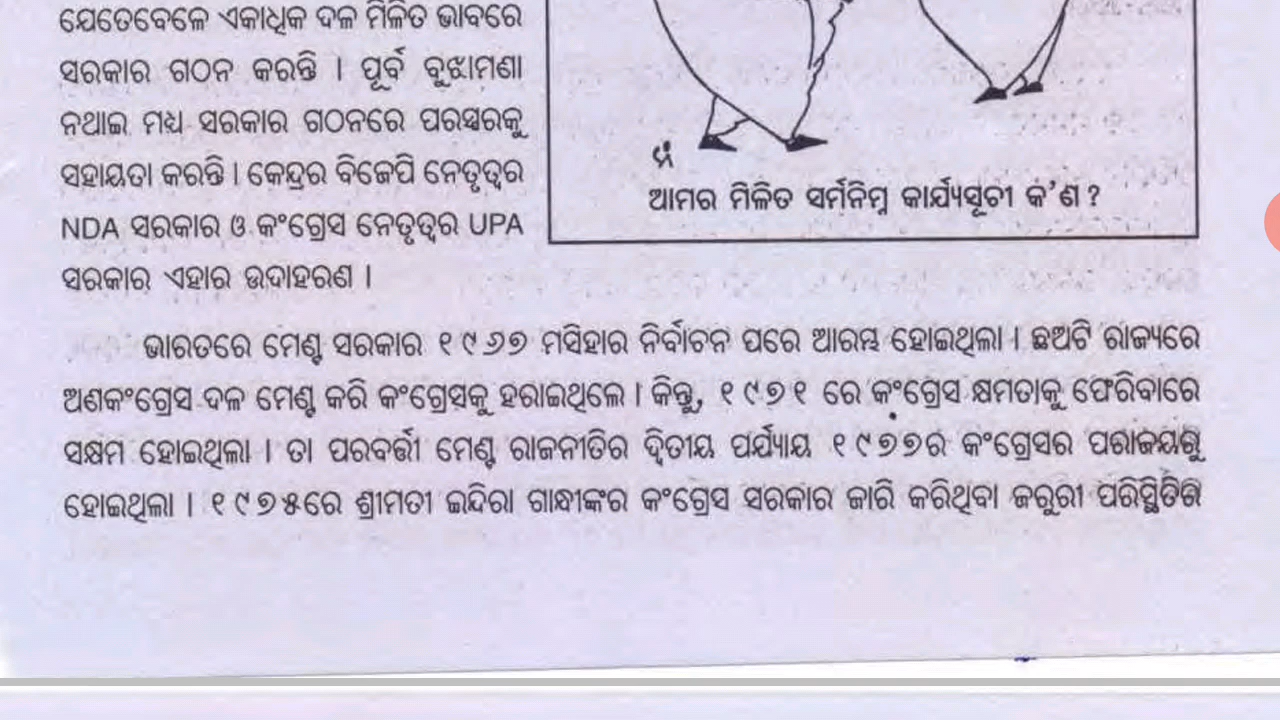 ଯେତେବେଳେ ଏକାଧିକ ଦଳ ମିଳିତ ଭାବରେ
ସରକାର ଗଠନ କରନ୍ତି । ପୂର୍ବ ବୁଝାମଣା
ନଥାଇ ମଧ୍ୟ ସରକାର ଗଠନରେ ପରସ୍ପରକୁ
ସହାୟତା କରନ୍ତି । କେନ୍ଦ୍ରର ବିଜେପି ନେତୃତ୍ୱର
NDA ସରକାର ଓ କଂଗ୍ରେସ ନେତୃତ୍ୱର UPA
ସରକାର ଏହାର ଉଦାହରଣ ।
ଆମର ମିଳିତ ସର୍ମନିମ୍ନ କାର୍ଯ୍ୟସୂଚୀ କ'ଣ ?
ଭାରତରେ ମେଣ୍ଟ ସରକାର ୧୯୬୭ ମସିହାର ନିର୍ବାଚନ ପରେ ଆରମ୍ଭ ହୋଇଥିଲା । ଛଅଟି ରାଜ୍ୟରେ
ଅଣକଂଗ୍ରେସ ଦଳ ମେଣ୍ଟ କରି କଂଗ୍ରେସକୁ ହରାଇଥିଲେ । କିନ୍ତୁ, ୧୯୭୧ ରେ କଂଗ୍ରେସ କ୍ଷମତାକୁ ଫେରିବାରେ
ସକ୍ଷମ ହୋଇଥିଲା । ତା ପରବର୍ତ୍ତୀ ମେଣ୍ଟ ରାଜନୀତିର ଦ୍ୱିତୀୟ ପର୍ଯ୍ୟାୟ ୧୯୭୭ର କଂଗ୍ରେସର ପରାଜୟରୁ
ହୋଇଥିଲା । ୧୯୭୫ରେ ଶ୍ରୀମତୀ ଇନ୍ଦିରା ଗାନ୍ଧୀଙ୍କର କଂଗ୍ରେସ ସରକାର ଜାରି କରିଥିବା ଜରୁରୀ ପରିସ୍ଥିତିର